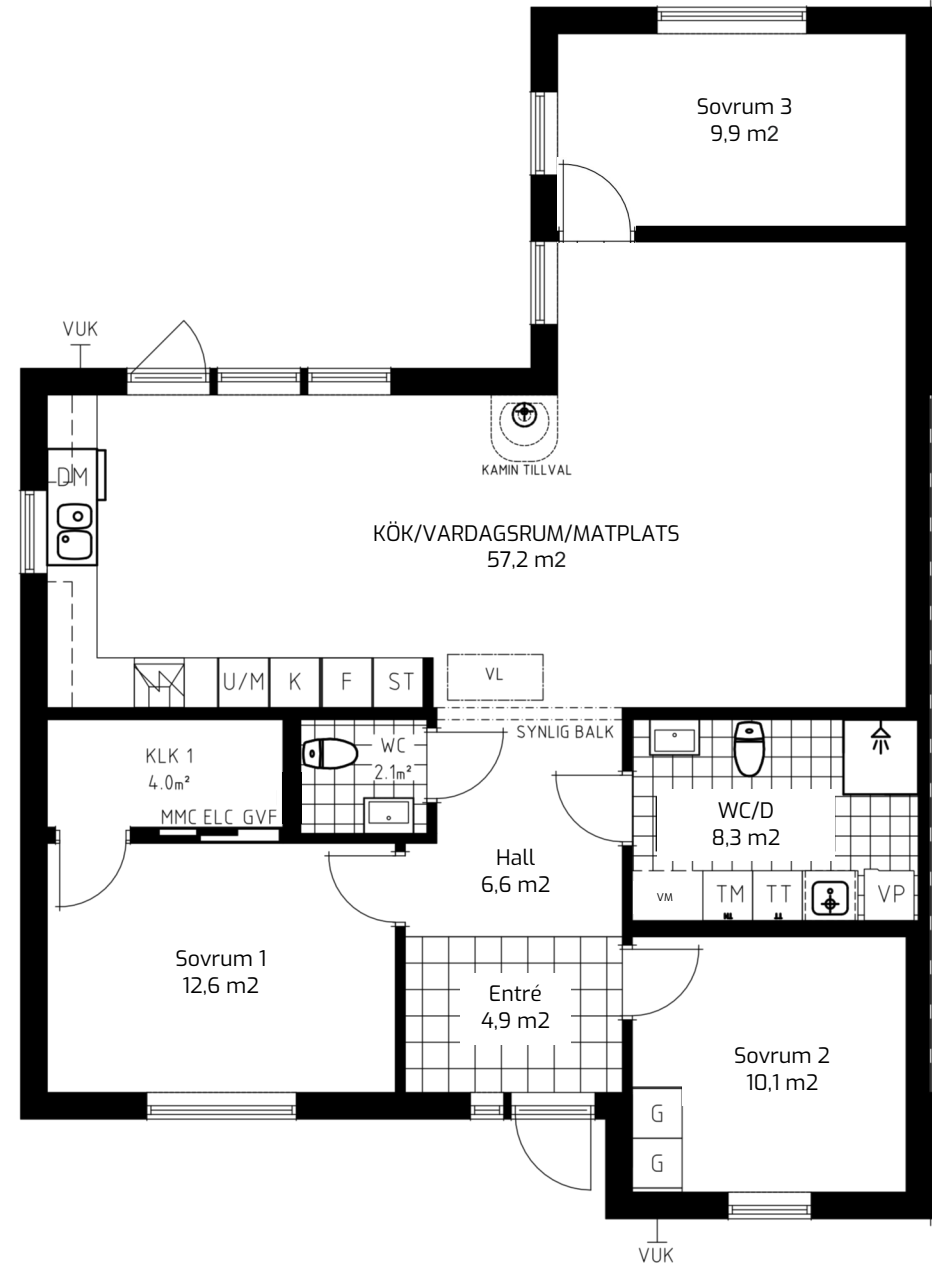 Sovrum 3
9,9 m2
VUK
KAMIN TILLVAL
DM
KÖK/VARDAGSRUM/MATPLATS
57,2 m2
U/M
K
F
ST
VL
SYNLIG BALK
KLK 1
4.0m²
MMC ELC GVF
WC
2.1m²
WC/D
8,3 m2
Hall
6,6 m2
VM
TM
TT
VP
Sovrum 1
12,6 m2
Entré
4,9 m2
Sovrum 2
10,1 m2
G
G
VUK